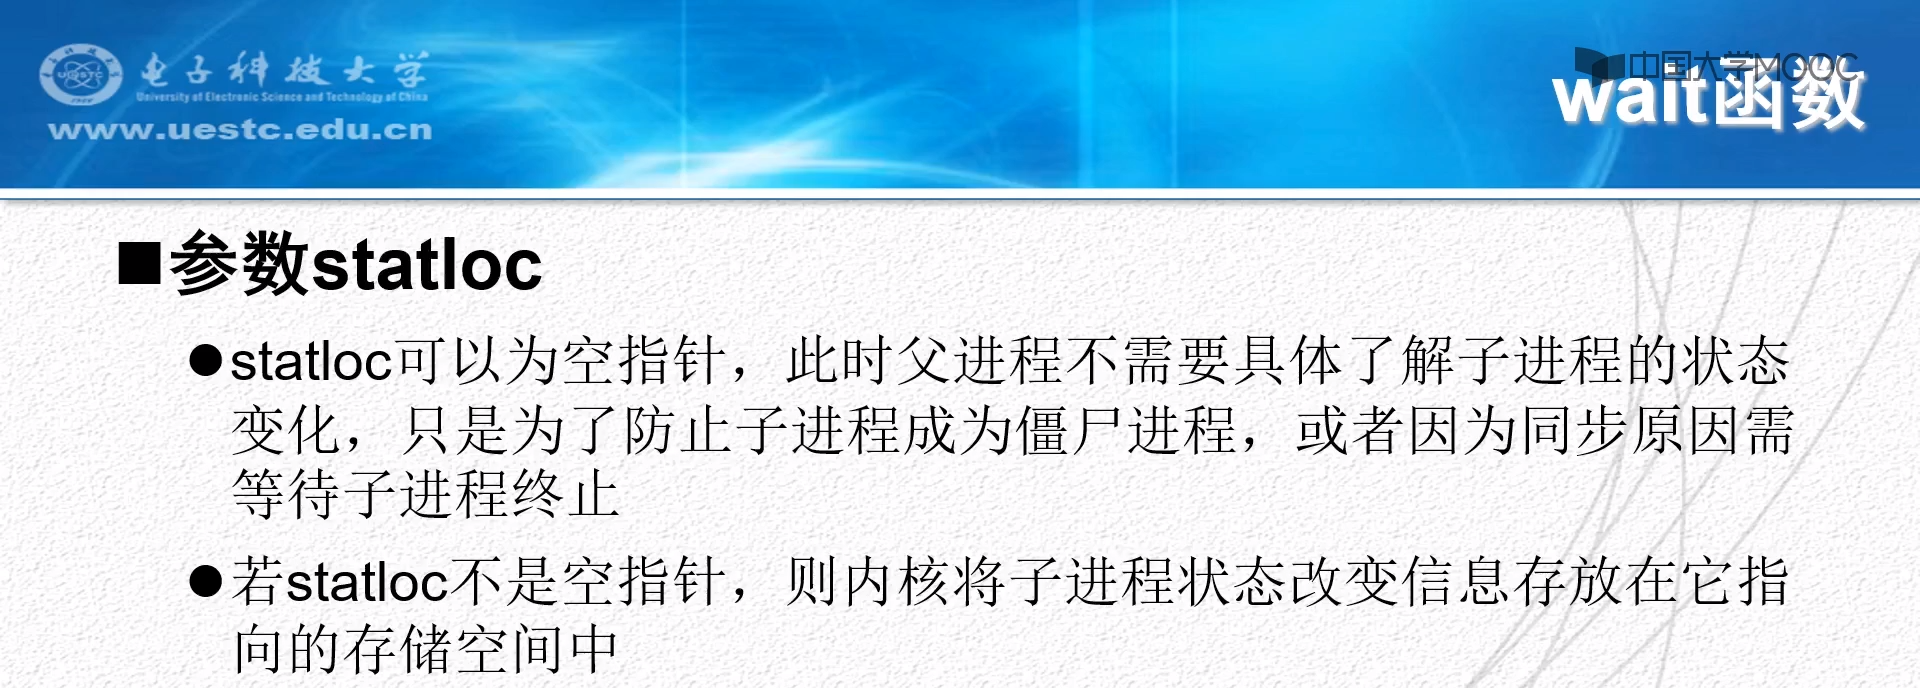 电子科技大学
University of Electronic Science and Technology of China
www.uestc.edu.cn
中国大学MOOC
wait函数
参数statloc
statloc可以为空指针，此时父进程不需要具体了解子进程的状态
变化，只是为了防止子进程成为僵尸进程，或者因为同步原因需
等待子进程终止
若statloc不是空指针，则内核将子进程状态改变信息存放在它指
向的存储空间中